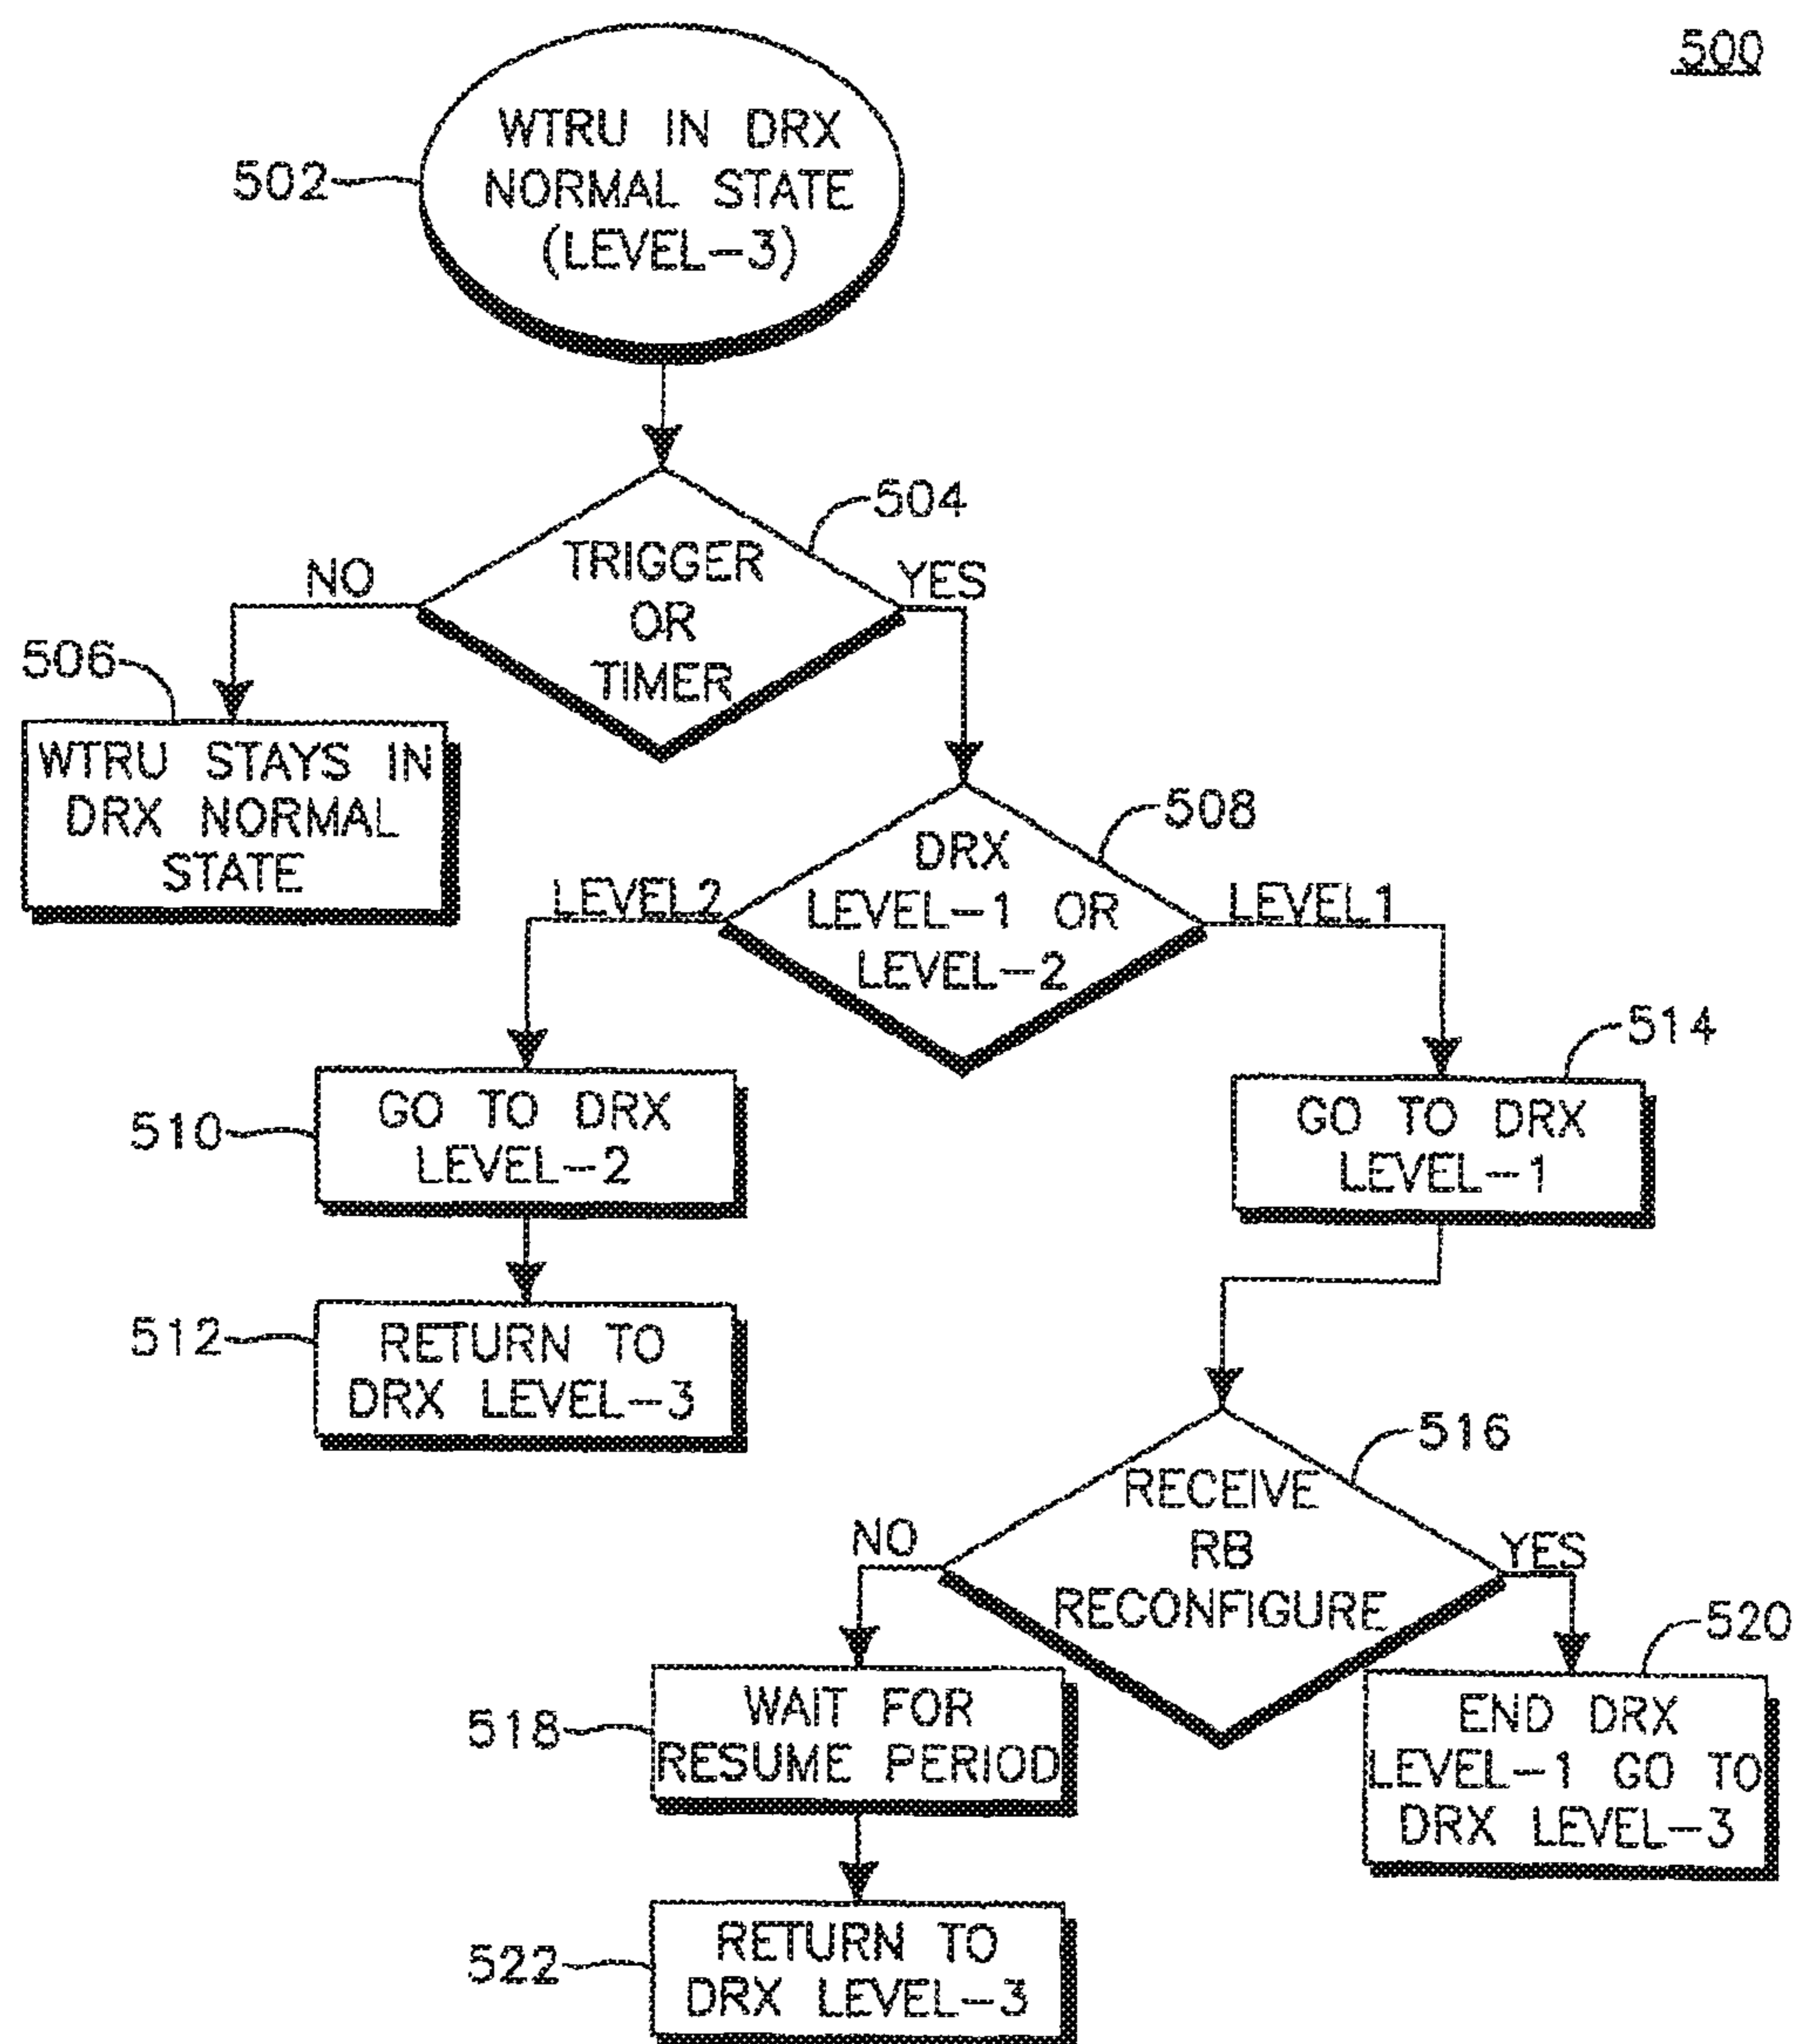 500
WTRU IN DRX
NORMAL STATE
(LEVEL-3)
502
504
TRIGGER
OR
TIMER
NO
YES
506
WTRU STAYS IN
DRX NORMAL
STATE
508
DRX
LEVEL-1 OR
LEVEL-2
LEVEL2
LEVEL1
510
GO TO DRX
LEVEL-2
514
GO TO DRX
LEVEL-1
512
RETURN TO
DRX LEVEL-3
516
RECEIVE
RB
RECONFIGURE
NO
YES
518
WAIT FOR
RESUME PERIOD
520
END DRX
LEVEL-1 GO TO
DRX LEVEL-3
522
RETURN TO
DRX LEVEL-3